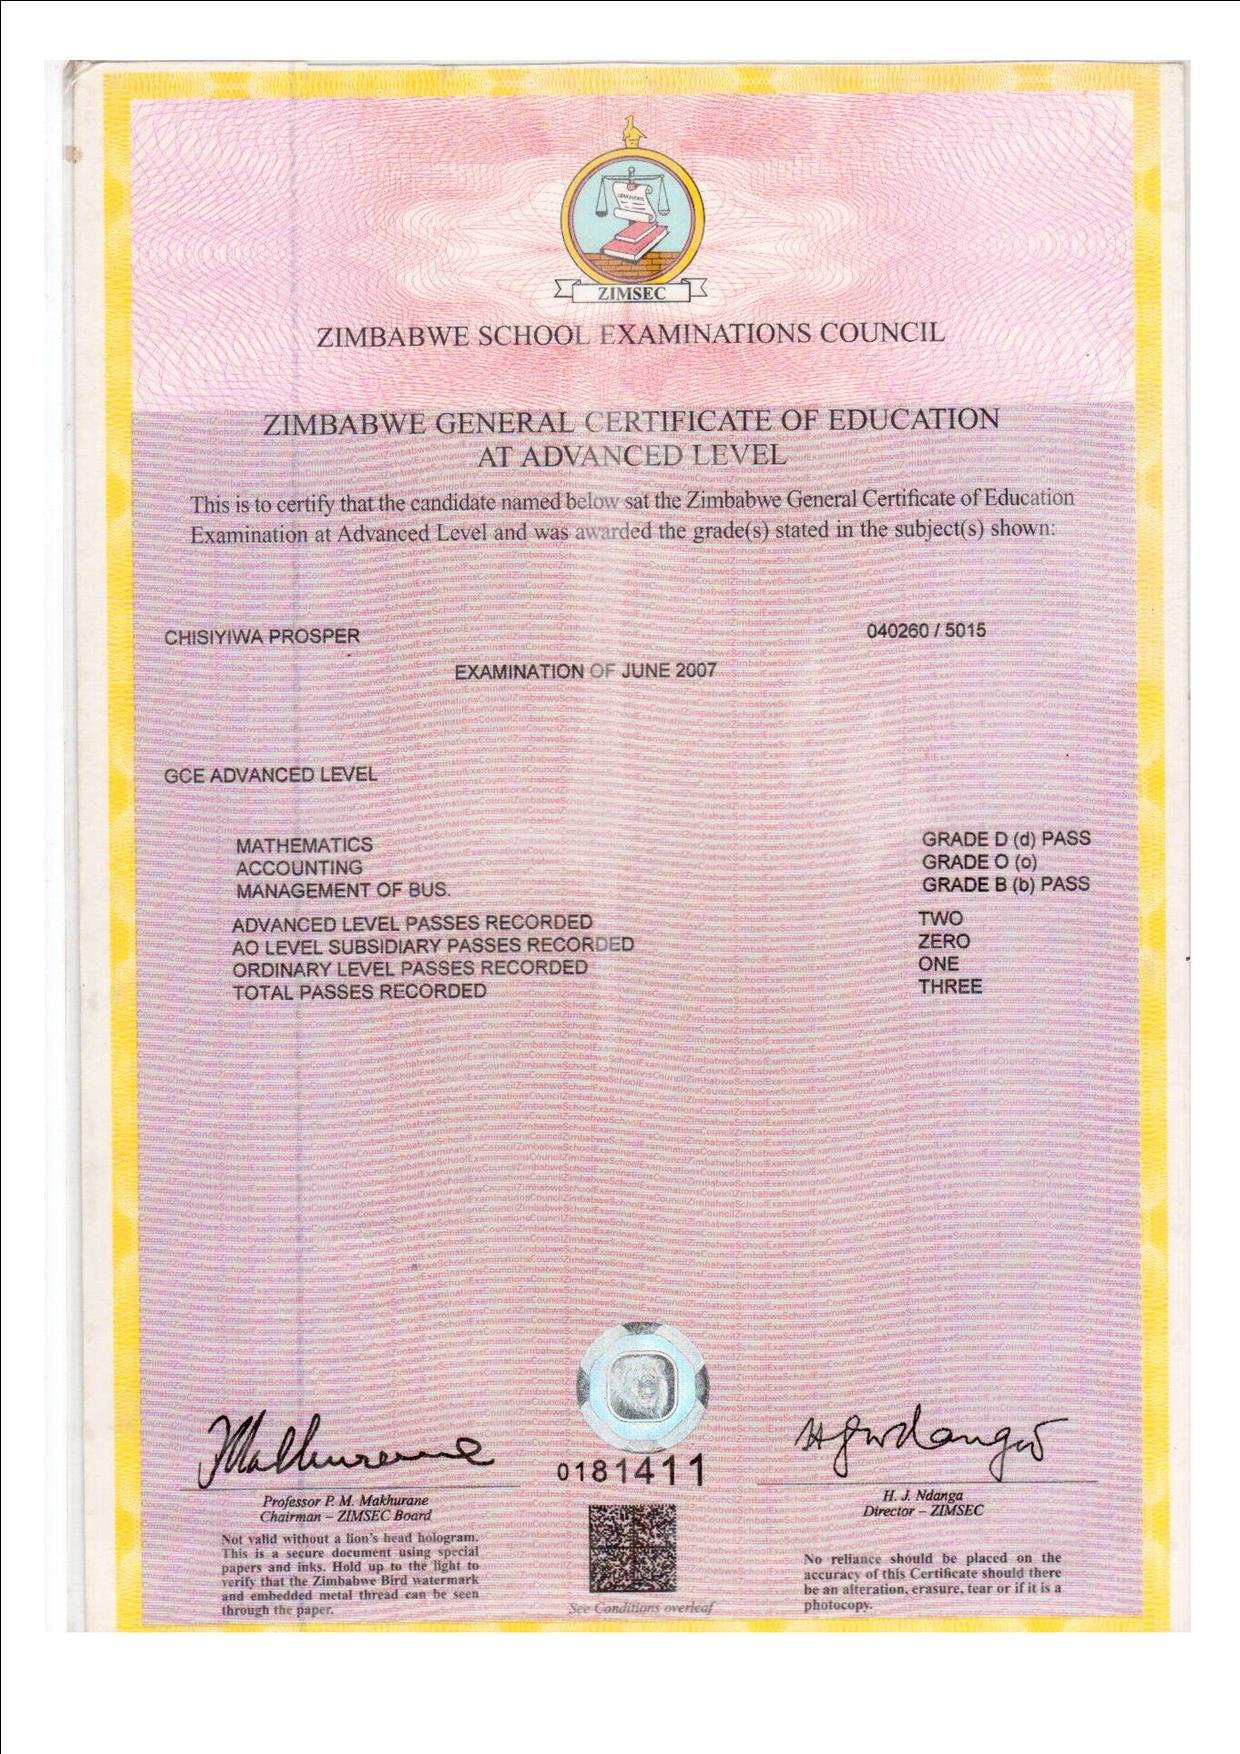 ZIMSEC
ZIMBABWE SCHOOL EXAMINATIONS COUNCIL
ZIMBABWE GENERAL CERTIFICATE OF EDUCATION
AT ADVANCED LEVEL
This is to certify that the candidate named below sat the Zimbabwe General Certificate of Education
Examination at Advanced Level and was awarded the grade(s) stated in the subject(s) shown:
CHISIYIWA PROSPER 040260 / 5015
EXAMINATION OF JUNE 2007
GCE ADVANCED LEVEL
MATHEMATICS GRADE D (d) PASS
ACCOUNTING GRADE O (o)
MANAGEMENT OF BUS. GRADE B (b) PASS
ADVANCED LEVEL PASSES RECORDED TWO
AO LEVEL SUBSIDIARY PASSES RECORDED ZERO
ORDINARY LEVEL PASSES RECORDED ONE
TOTAL PASSES RECORDED THREE
0181411
Professor P. M. Makhurane
Chairman – ZIMSEC Board
Not valid without a lion's head hologram.
This is a secure document using special
papers and inks. Hold up to the light to
verify that the Zimbabwe Bird watermark
and embedded metal thread can be seen
through the paper.
See Conditions overleaf
H. J. Ndanga
Director – ZIMSEC
No reliance should be placed on the
accuracy of this Certificate should there
be an alteration, erasure, tear or if it is a
photocopy.